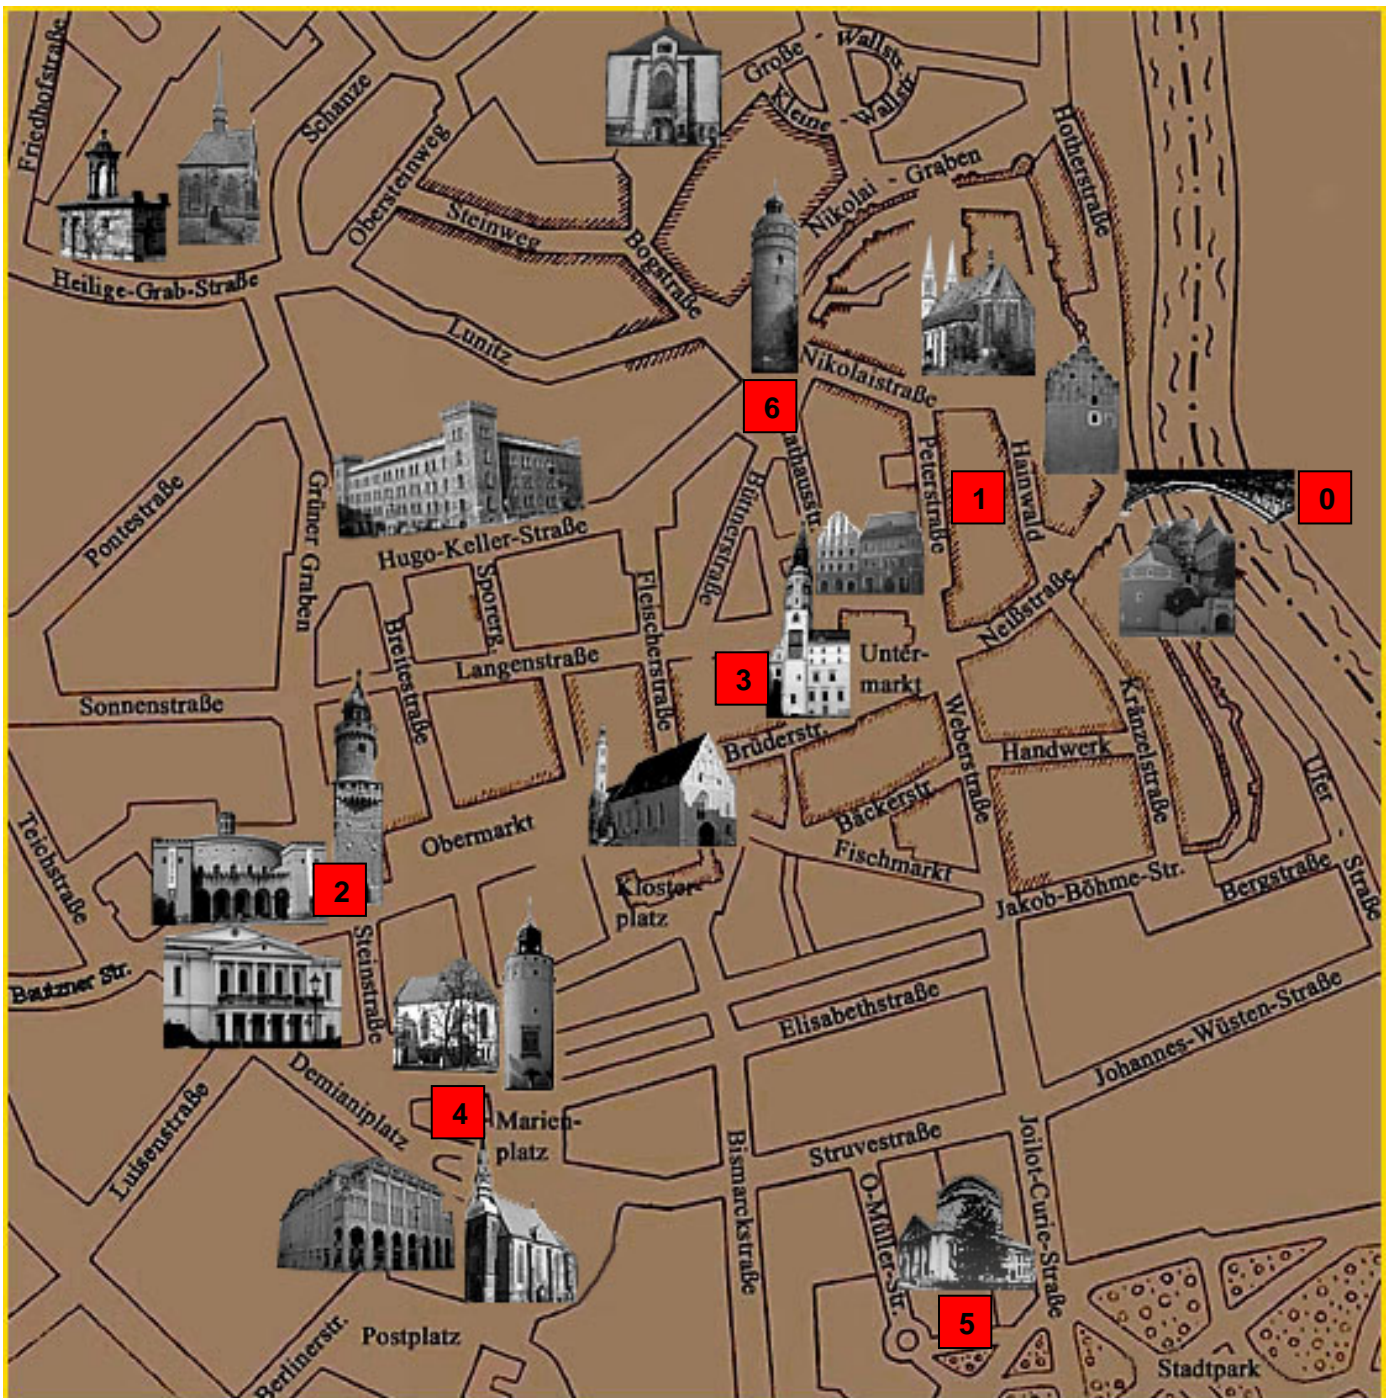 Friedhofstraße
Schanze
Große - Wallstr.
Kleine - Wallstr.
Hotherstraße
Obersteinweg
Steinweg
Bogstraße
Nikolai - Graben
Heilige-Grab-Straße
Lunitz
Nikolaistraße
6
athausstr.
Peterstraße
1
Hainwald
0
Pontestraße
Grüner Graben
Hugo-Keller-Straße
Büttnerstraße
Sporerg.
Fleischerstraße
Neißstraße
Breitestraße
Langenstraße
3
Unter-
markt
Sonnenstraße
Brüderstr.
Weberstraße
Handwerk
Kränzelstraße
Ufer - Straße
Teichstraße
Obermarkt
Bäckerstr.
Fischmarkt
2
Kloster-
platz
Jakob-Böhme-Str.
Bergstraße
Bautzner Str.
Steinstraße
Elisabethstraße
Johannes-Wüsten-Straße
Demianiplatz
Luisenstraße
4
Marien-
platz
Struvestraße
Bismarckstraße
O-Müller-Str.
Joilot-Curie-Straße
5
Berlinerstr.
Postplatz
Stadtpark